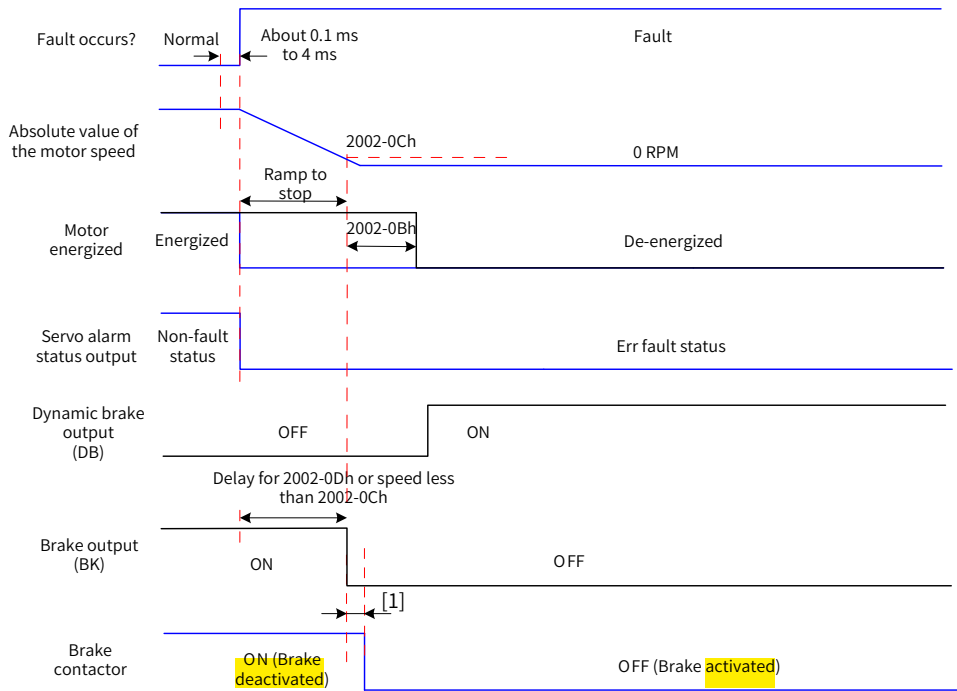 Fault occurs?
Normal
About 0.1 ms
to 4 ms
Fault
Absolute value of
the motor speed
2002-0Ch
0 RPM
Ramp to
stop
Motor
energized
Energized
2002-0Bh
De-energized
Servo alarm
status output
Non-fault
status
Err fault status
Dynamic brake
output
(DB)
OFF
ON
Delay for 2002-0Dh or speed less
than 2002-0Ch
Brake output
(BK)
ON
OFF
[1]
Brake
contactor
ON (Brake
deactivated)
OFF (Brake activated)